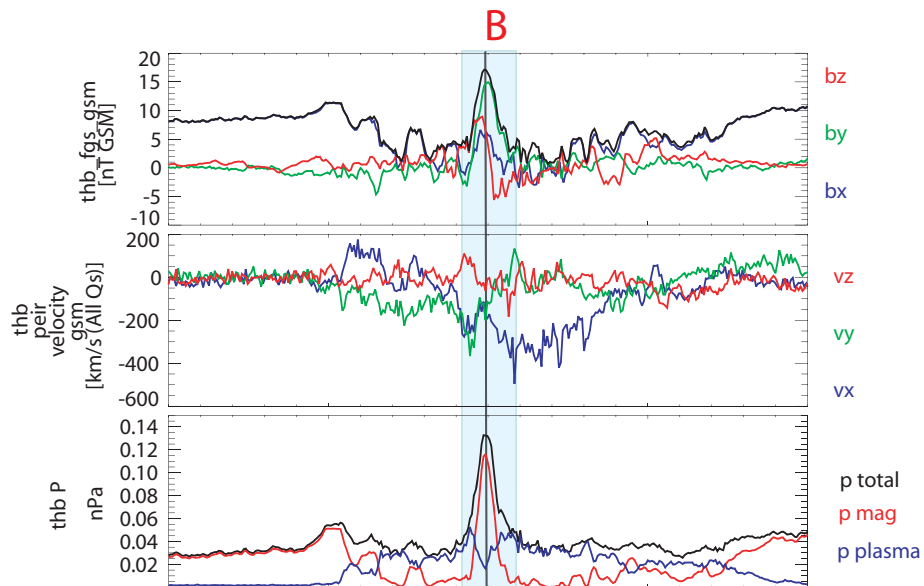 B
thb_fgs_gsm
[nT GSM]
20
15
10
5
0
-5
-10
bz
by
bx
thb
peir
velocity
gsm
[km/s (All Qs)]
200
0
-200
-400
-600
vz
vy
vx
thb P
nPa
0.14
0.12
0.10
0.08
0.06
0.04
0.02
p total
p mag
p plasma